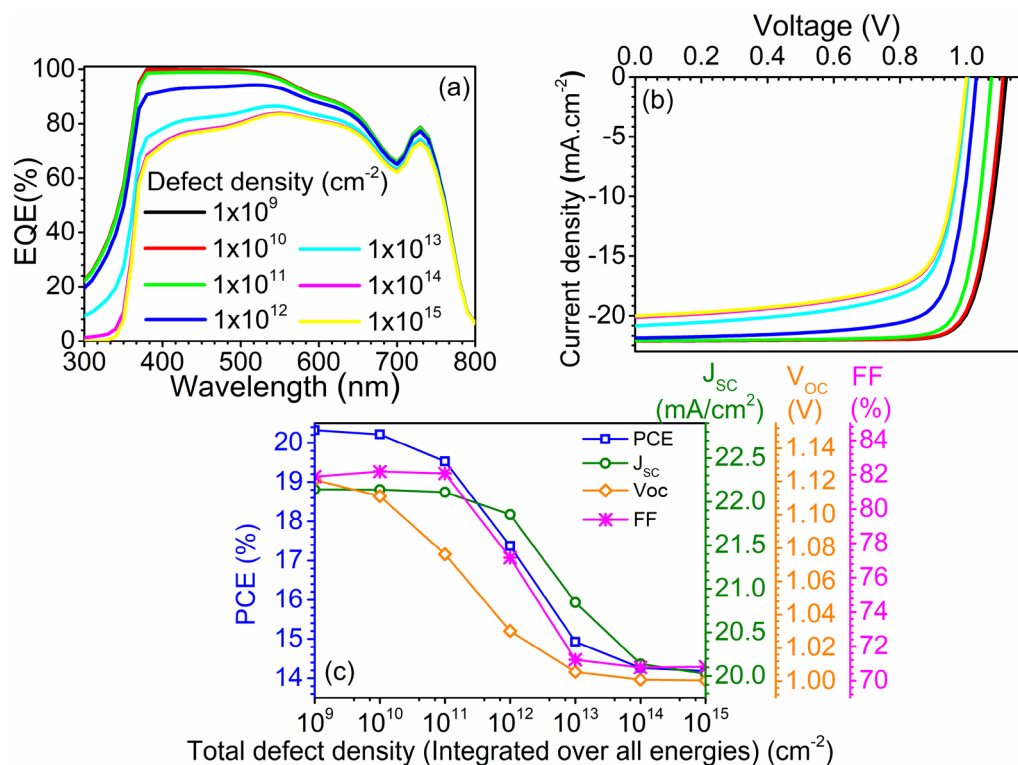 (a)
EQE(%)
100
80
60
40
20
0
Defect density (cm⁻²)
1x10⁹
1x10¹⁰
1x10¹¹
1x10¹²
1x10¹³
1x10¹⁴
1x10¹⁵
300 400 500 600 700 800
Wavelength (nm)
Voltage (V)
0.0 0.2 0.4 0.6 0.8 1.0
(b)
Current density (mA.cm⁻²)
0
-5
-10
-15
-20
J_SC (mA/cm²)
V_OC (V)
FF (%)
PCE (%)
20
19
18
17
16
15
14
PCE
J_SC
Voc
FF
(c)
22.5
22.0
21.5
21.0
20.5
20.0
1.14
1.12
1.10
1.08
1.06
1.04
1.02
1.00
84
82
80
78
76
74
72
70
10⁹ 10¹⁰ 10¹¹ 10¹² 10¹³ 10¹⁴ 10¹⁵
Total defect density (Integrated over all energies) (cm⁻²)